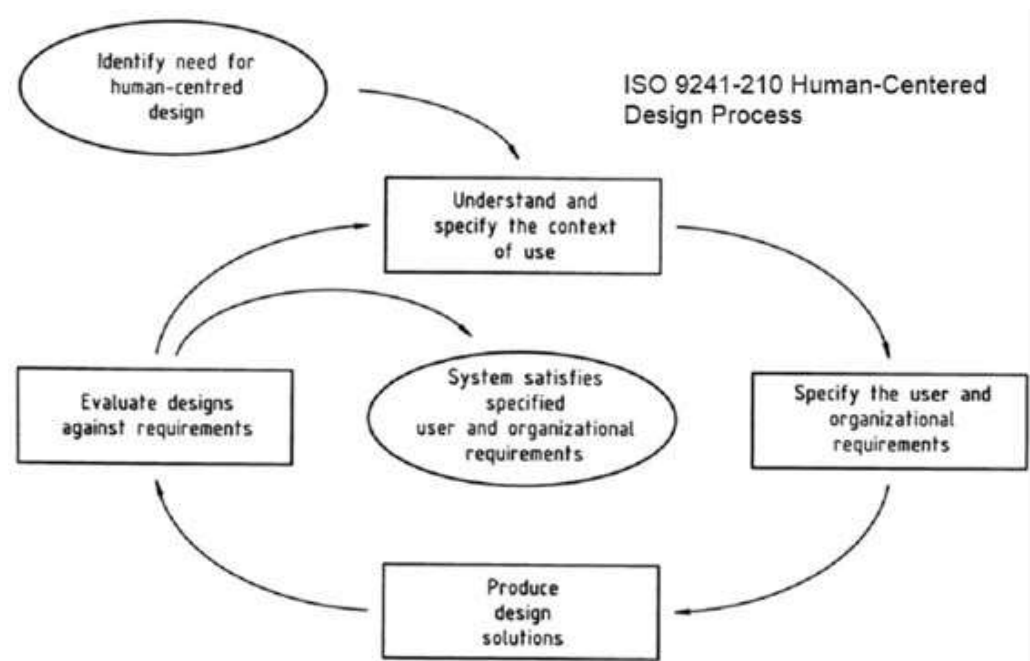 Identify need for
human-centred
design
ISO 9241-210 Human-Centered
Design Process
Understand and
specify the context
of use
Evaluate designs
against requirements
System satisfies
specified
user and organizational
requirements
Specify the user and
organizational
requirements
Produce
design
solutions